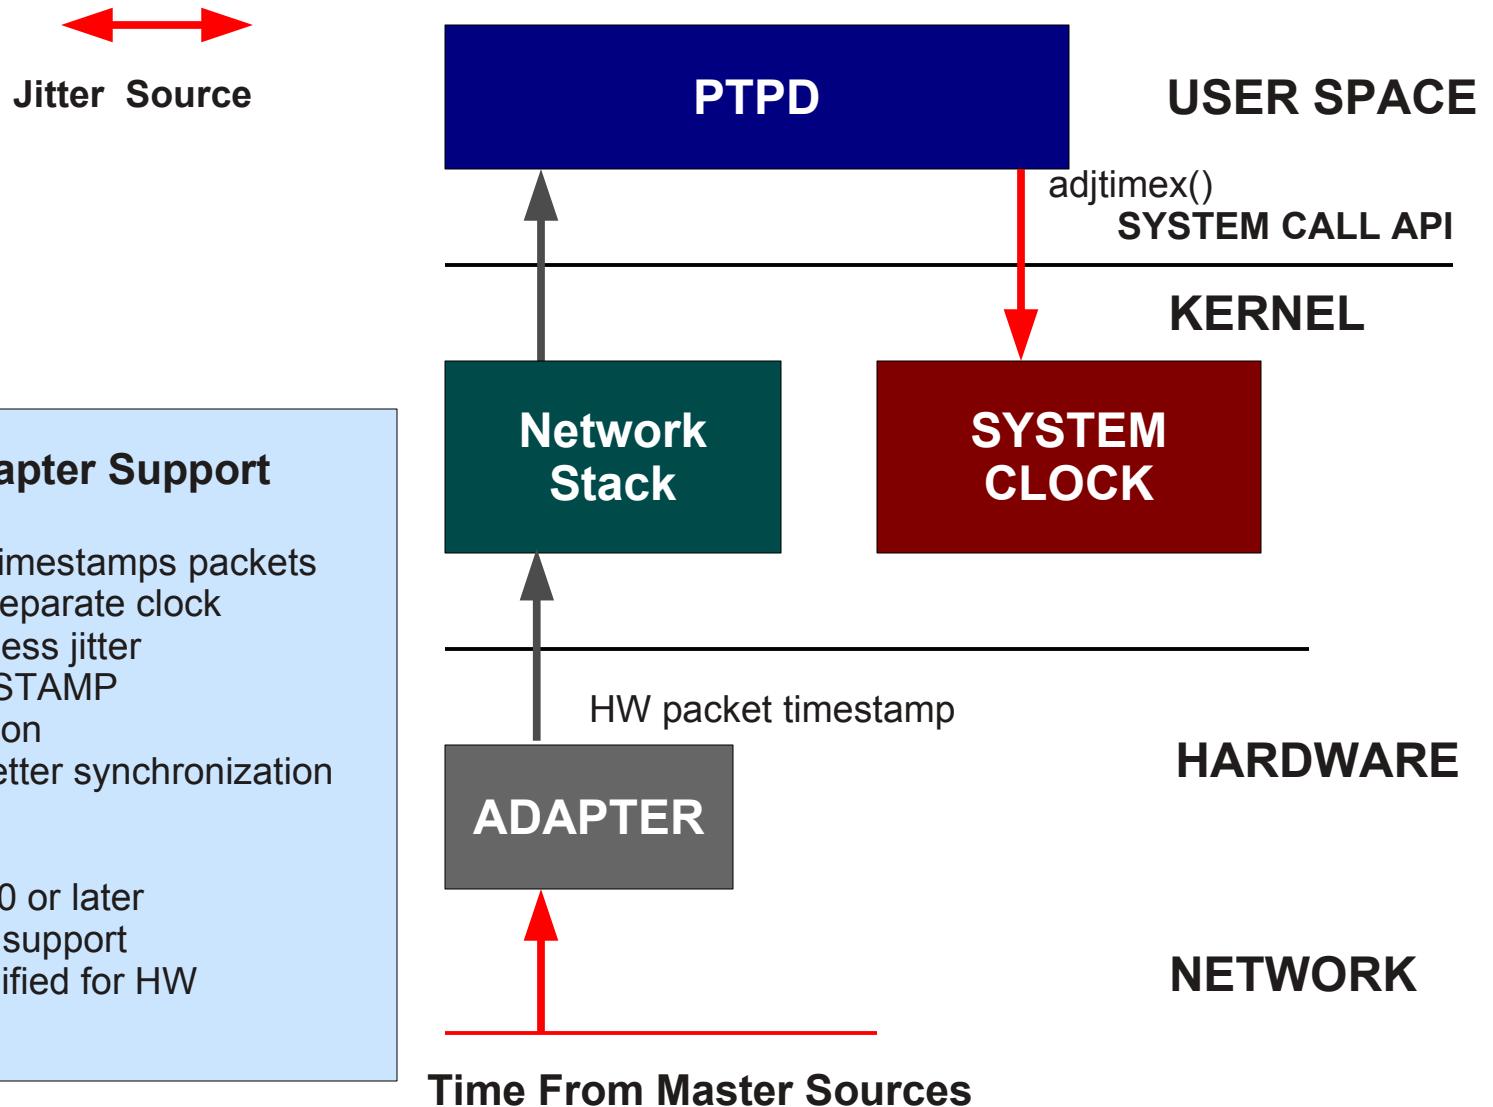 Jitter Source
PTPD
USER SPACE
adjtimex()
SYSTEM CALL API
KERNEL
Network
Stack
SYSTEM
CLOCK
apter Support
imestamps packets
eparate clock
ess jitter
STAMP
on
etter synchronization
0 or later
support
ified for HW
HW packet timestamp
ADAPTER
HARDWARE
NETWORK
Time From Master Sources